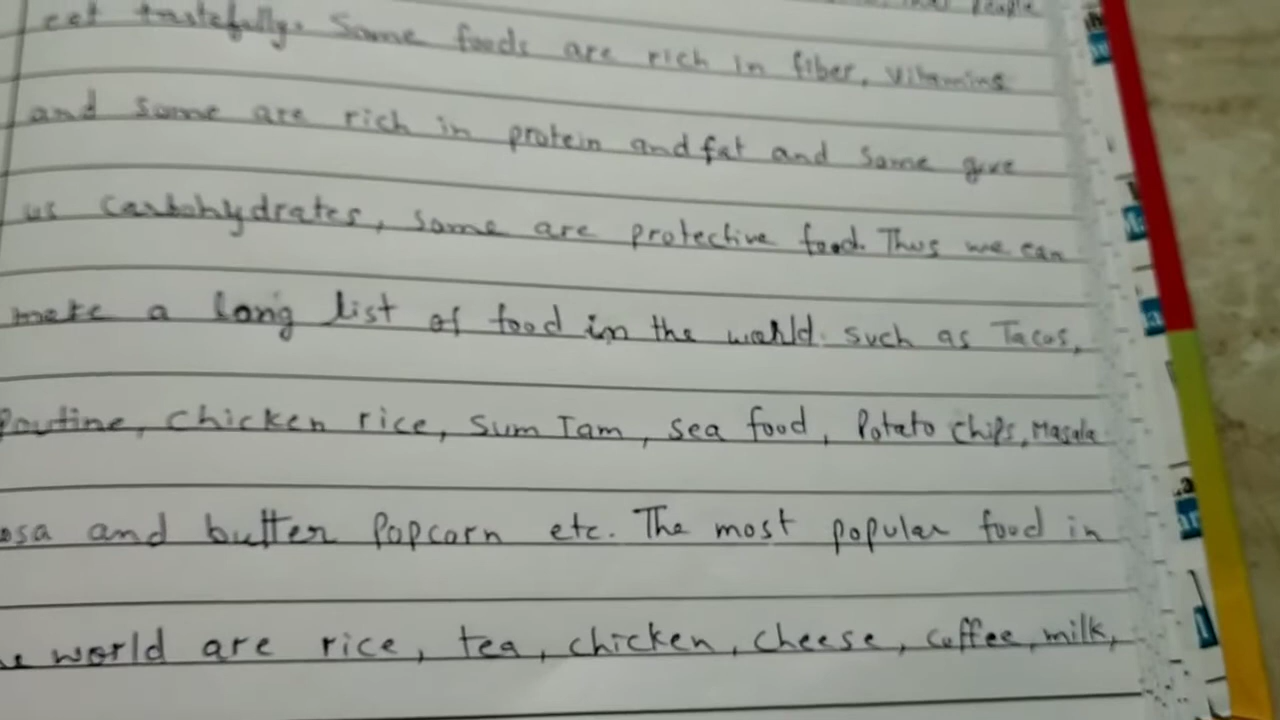 people
eet tastefully. Some foods are rich in fiber, vitamins
and some are rich in protein and fat and some give
us carbohydrates, some are protective food. Thus we can
make a long list of food in the world. such as Tacos,
Poutine, chicken rice, Sum Tam, sea food, Potato chips, Masala
osa and butter Popcorn etc. The most popular food in
world are rice, tea, chicken, cheese, coffee, milk,